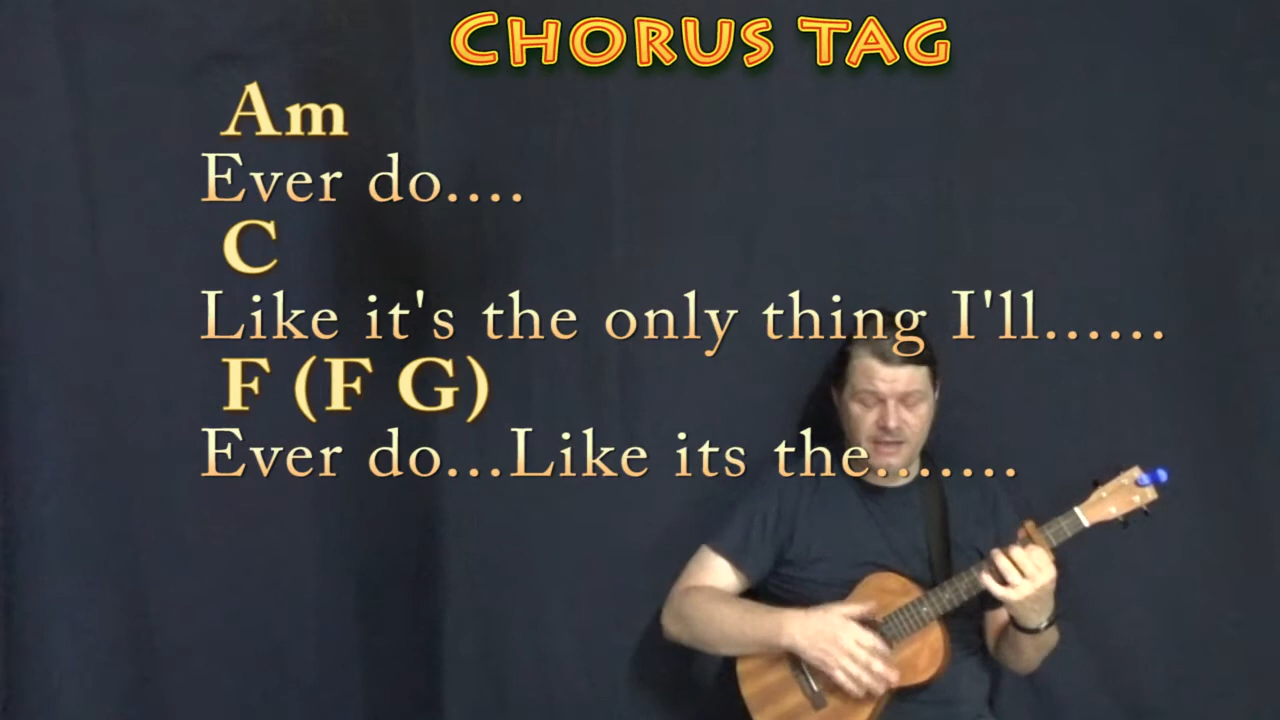 CHORUS TAG
Am
Ever do....
C
Like it's the only thing I'll......
F (F G)
Ever do...Like its the.......